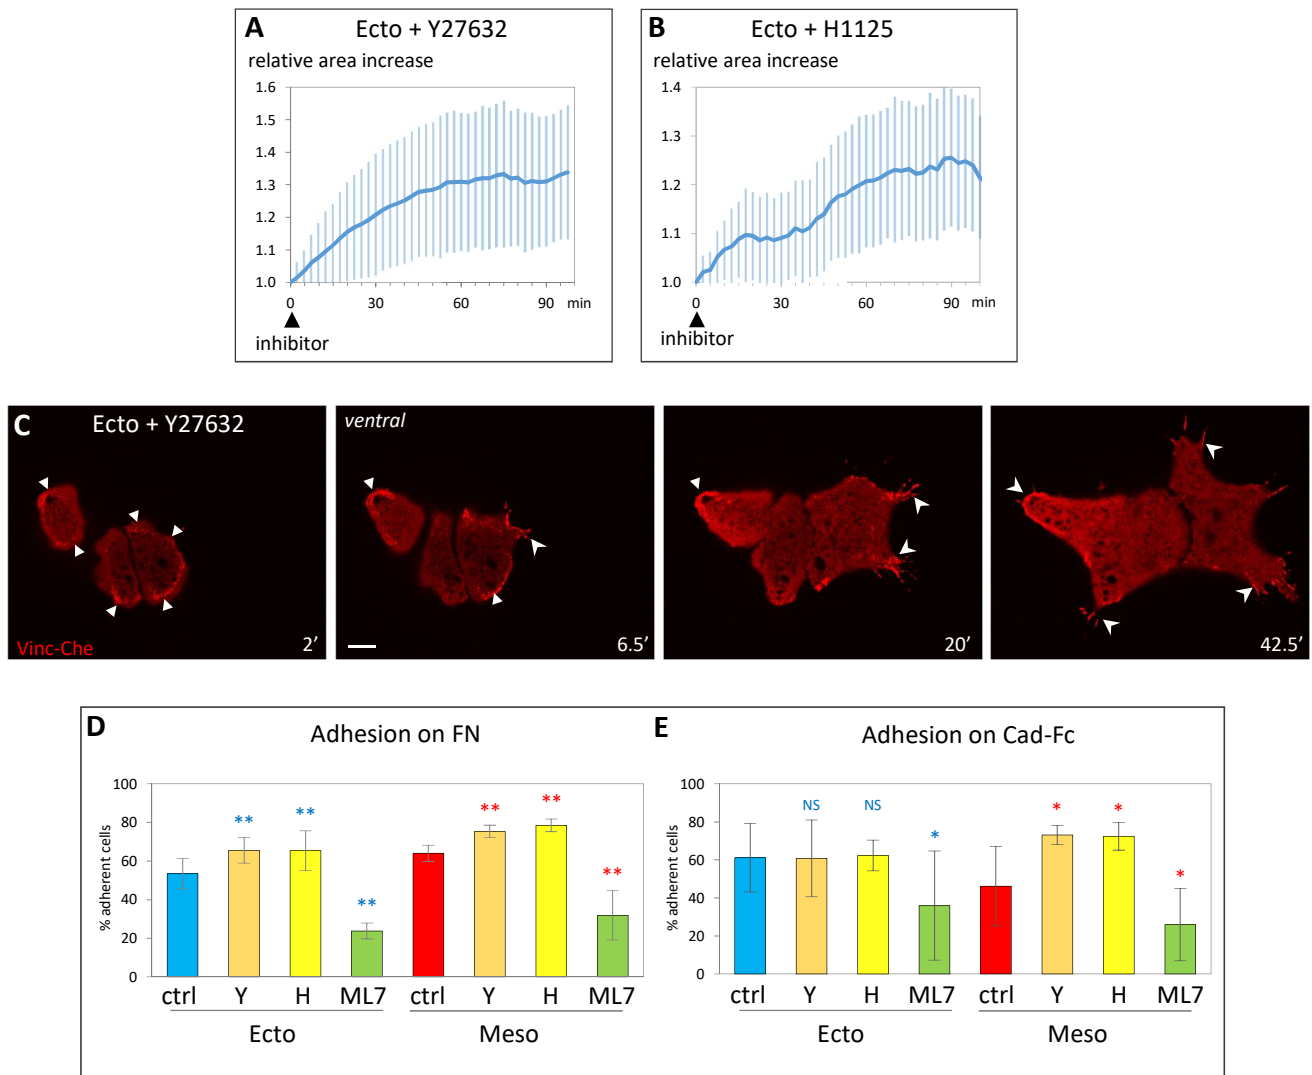 A
Ecto + Y27632
relative area increase
1.6
1.5
1.4
1.3
1.2
1.1
1.0
0 30 60 90 min
inhibitor
B
Ecto + H1125
relative area increase
1.4
1.3
1.2
1.1
1.0
0 30 60 90 min
inhibitor
C Ecto + Y27632
Vinc-Che 2’
ventral
6.5’
20’
42.5’
D
Adhesion on FN
% adherent cells
100
80
60
40
20
0
** ** ** ** ** **
ctrl Y H ML7 ctrl Y H ML7
Ecto Meso
E
Adhesion on Cad-Fc
% adherent cells
100
80
60
40
20
0
NS NS * * * *
ctrl Y H ML7 ctrl Y H ML7
Ecto Meso